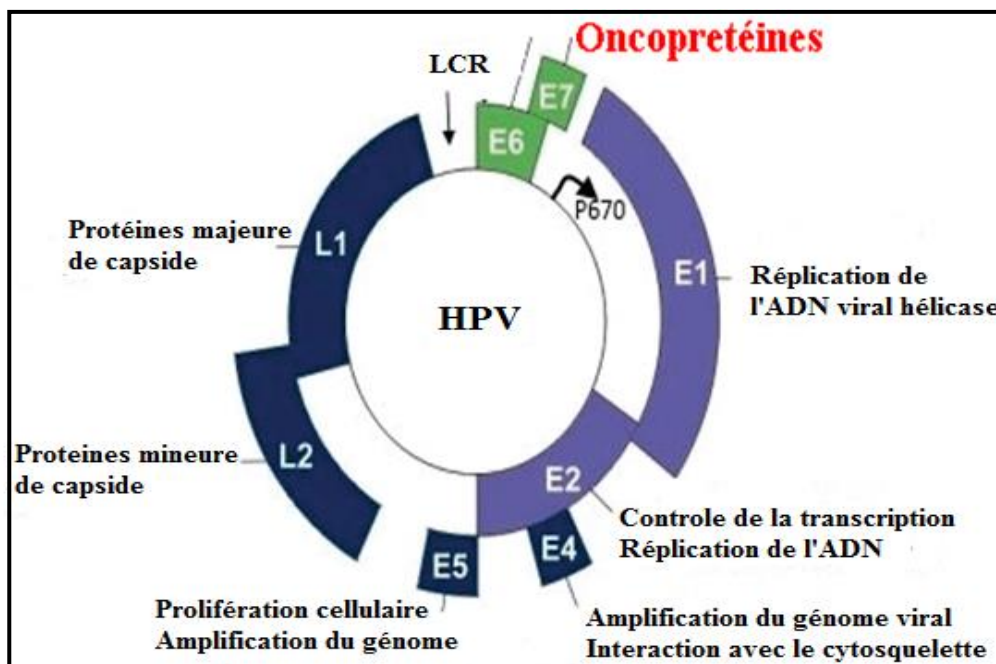 Oncopretéines
LCR
E7
E6
P670
Protéines majeure
de capside
L1
E1
Réplication de
l'ADN viral hélicase
HPV
Proteines mineure
de capside
L2
E2
Controle de la transcription
Réplication de l'ADN
E4
E5
Prolifération cellulaire
Amplification du génome
Amplification du génome viral
Interaction avec le cytosquelette